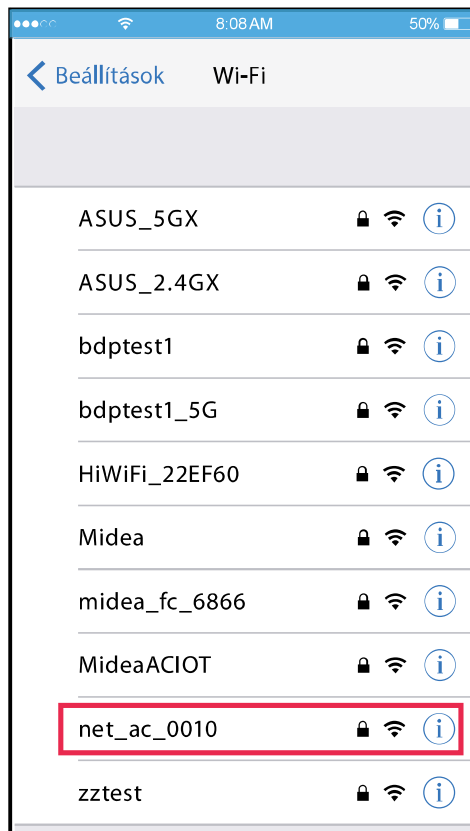 8:08 AM 50%
Beállítások Wi-Fi
ASUS_5GX i
ASUS_2.4GX i
bdptest1 i
bdptest1_5G i
HiWiFi_22EF60 i
Midea i
midea_fc_6866 i
MideaACIOT i
net_ac_0010 i
zztest i